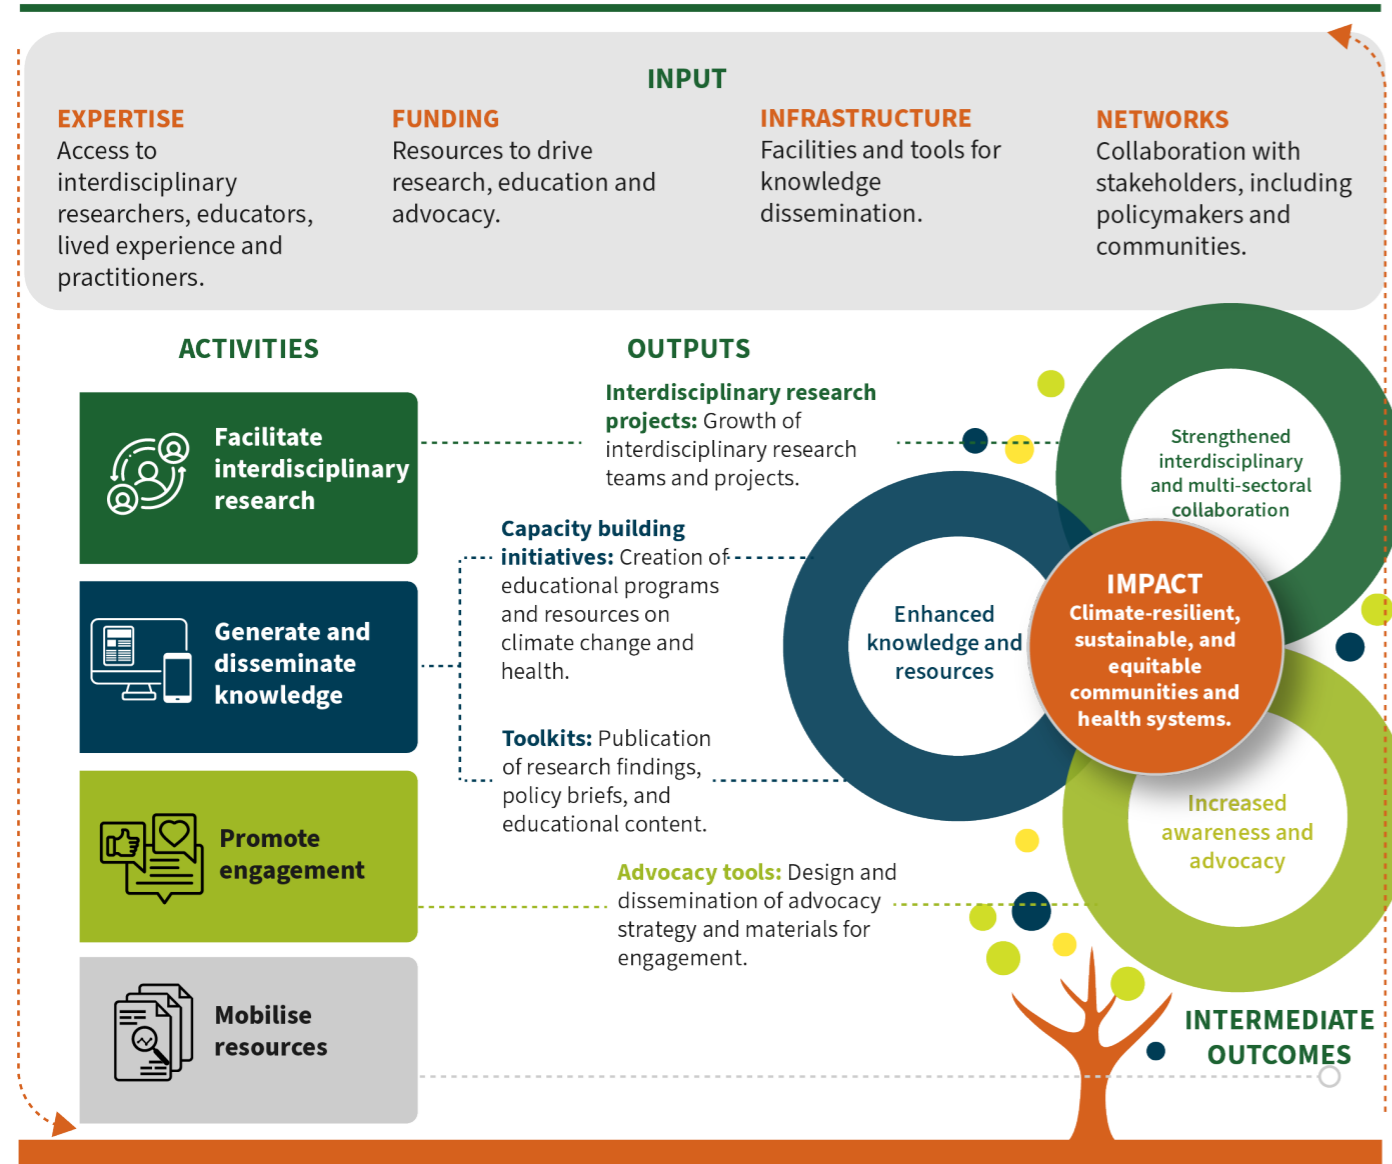 INPUT
EXPERTISE
Access to
interdisciplinary
researchers, educators,
lived experience and
practitioners.
FUNDING
Resources to drive
research, education and
advocacy.
INFRASTRUCTURE
Facilities and tools for
knowledge
dissemination.
NETWORKS
Collaboration with
stakeholders, including
policymakers and
communities.
ACTIVITIES
Facilitate
interdisciplinary
research
Generate and
disseminate
knowledge
Promote
engagement
Mobilise
resources
OUTPUTS
Interdisciplinary research
projects: Growth of
interdisciplinary research
teams and projects.
Capacity building
initiatives: Creation of
educational programs
and resources on
climate change and
health.
Toolkits: Publication
of research findings,
policy briefs, and
educational content.
Advocacy tools: Design and
dissemination of advocacy
strategy and materials for
engagement.
Strengthened
interdisciplinary
and multi-sectoral
collaboration
Enhanced
knowledge and
resources
IMPACT
Climate-resilient,
sustainable, and
equitable
communities and
health systems.
Increased
awareness and
advocacy
INTERMEDIATE
OUTCOMES